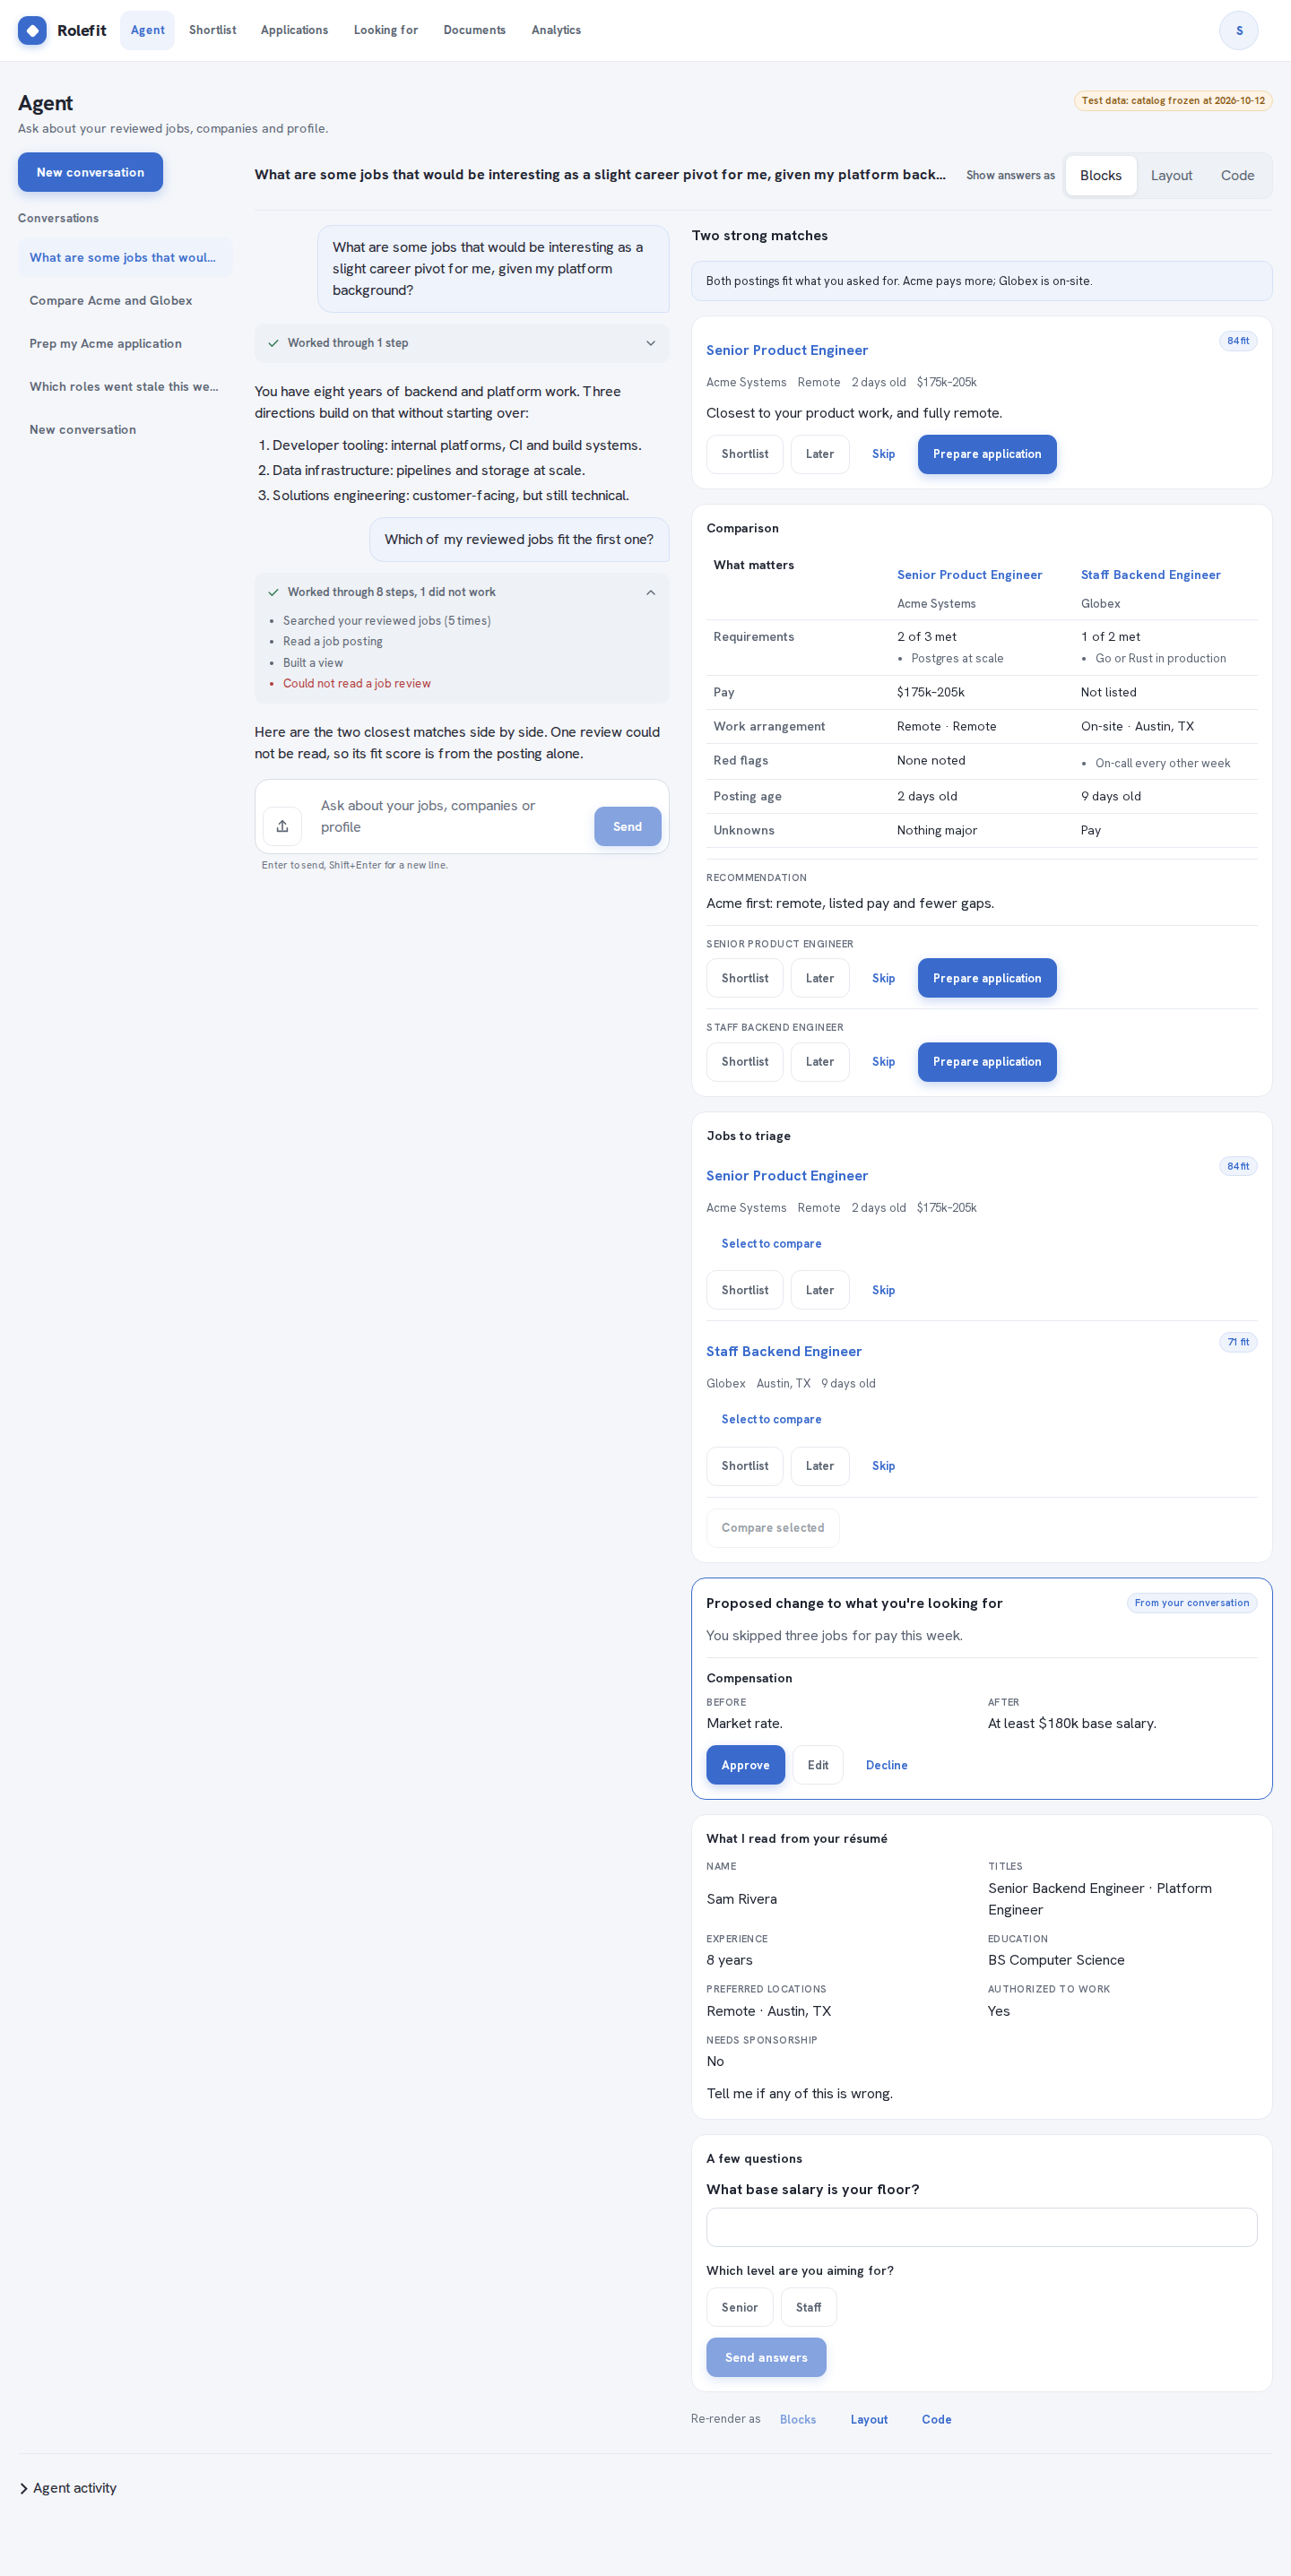 Rolefit
Agent
Shortlist
Applications
Looking for
Documents
Analytics
S
Agent
Test data: catalog frozen at 2026-10-12
Ask about your reviewed jobs, companies and profile.
New conversation
Conversations
What are some jobs that woul...
Compare Acme and Globex
Prep my Acme application
Which roles went stale this we...
New conversation
What are some jobs that would be interesting as a slight career pivot for me, given my platform back...
Show answers as
Blocks
Layout
Code
What are some jobs that would be interesting as a
slight career pivot for me, given my platform
background?
Worked through 1 step
You have eight years of backend and platform work. Three
directions build on that without starting over:
1. Developer tooling: internal platforms, CI and build systems.
2. Data infrastructure: pipelines and storage at scale.
3. Solutions engineering: customer-facing, but still technical.
Which of my reviewed jobs fit the first one?
Worked through 8 steps, 1 did not work
• Searched your reviewed jobs (5 times)
• Read a job posting
• Built a view
• Could not read a job review
Here are the two closest matches side by side. One review could
not be read, so its fit score is from the posting alone.
Ask about your jobs, companies or
profile
Send
Enter to send, Shift+Enter for a new line.
Two strong matches
Both postings fit what you asked for. Acme pays more; Globex is on-site.
Senior Product Engineer
84 fit
Acme Systems Remote 2 days old $175k–205k
Closest to your product work, and fully remote.
Shortlist Later Skip Prepare application
Comparison
What matters
Senior Product Engineer
Acme Systems
Staff Backend Engineer
Globex
Requirements
2 of 3 met
• Postgres at scale
1 of 2 met
• Go or Rust in production
Pay $175k–205k Not listed
Work arrangement Remote · Remote On-site · Austin, TX
Red flags None noted • On-call every other week
Posting age 2 days old 9 days old
Unknowns Nothing major Pay
RECOMMENDATION
Acme first: remote, listed pay and fewer gaps.
SENIOR PRODUCT ENGINEER
Shortlist Later Skip Prepare application
STAFF BACKEND ENGINEER
Shortlist Later Skip Prepare application
Jobs to triage
Senior Product Engineer
84 fit
Acme Systems Remote 2 days old $175k–205k
Select to compare
Shortlist Later Skip
Staff Backend Engineer
71 fit
Globex Austin, TX 9 days old
Select to compare
Shortlist Later Skip
Compare selected
Proposed change to what you're looking for
From your conversation
You skipped three jobs for pay this week.
Compensation
BEFORE
Market rate.
AFTER
At least $180k base salary.
Approve Edit Decline
What I read from your résumé
NAME
Sam Rivera
TITLES
Senior Backend Engineer · Platform
Engineer
EXPERIENCE
8 years
EDUCATION
BS Computer Science
PREFERRED LOCATIONS
Remote · Austin, TX
AUTHORIZED TO WORK
Yes
NEEDS SPONSORSHIP
No
Tell me if any of this is wrong.
A few questions
What base salary is your floor?
Which level are you aiming for?
Senior Staff
Send answers
Re-render as Blocks Layout Code
Agent activity